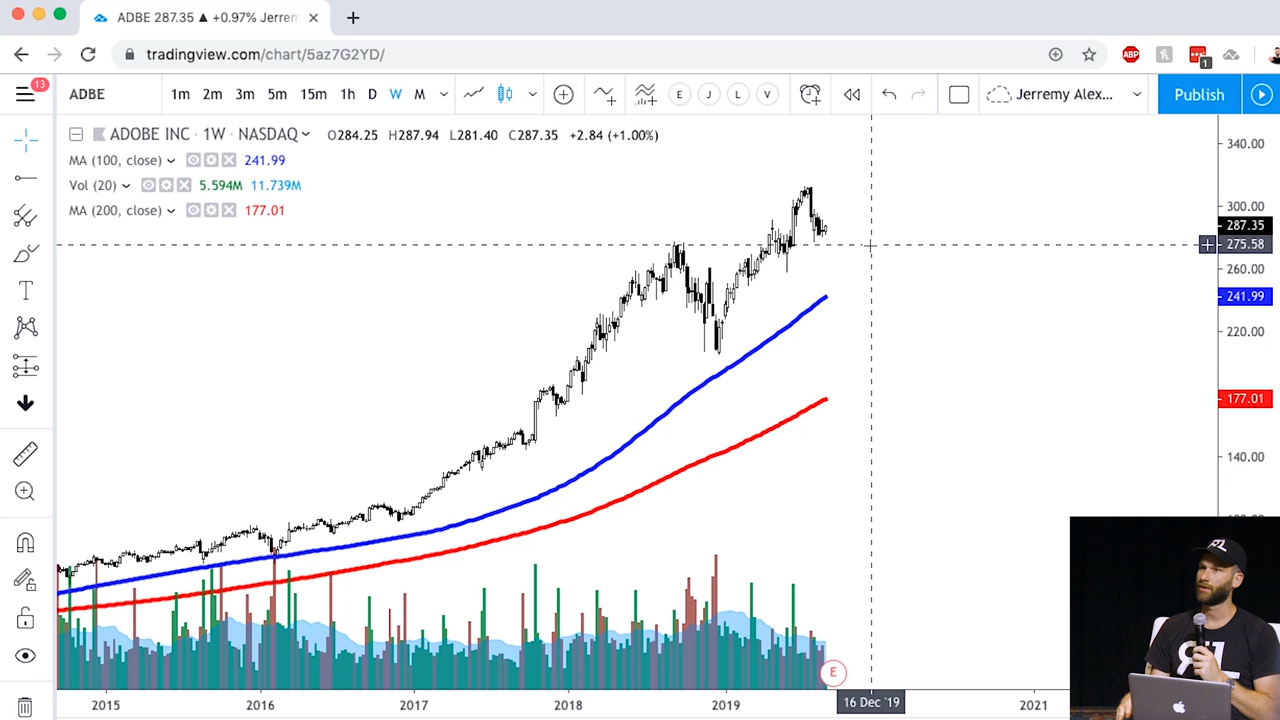 ADBE 287.35 ▲ +0.97% Jerrem
tradingview.com/chart/5az7G2YD/
ABP
1
13
ADBE
1m 2m 3m 5m 15m 1h D W M
E J L V
Jerremy Alex...
Publish
ADOBE INC · 1W · NASDAQ
O284.25 H287.94 L281.40 C287.35 +2.84 (+1.00%)
MA (100, close) 241.99
Vol (20) 5.594M 11.739M
MA (200, close) 177.01
340.00
300.00
287.35
275.58
260.00
241.99
220.00
177.01
140.00
E
2015 2016 2017 2018 2019 16 Dec '19 2021